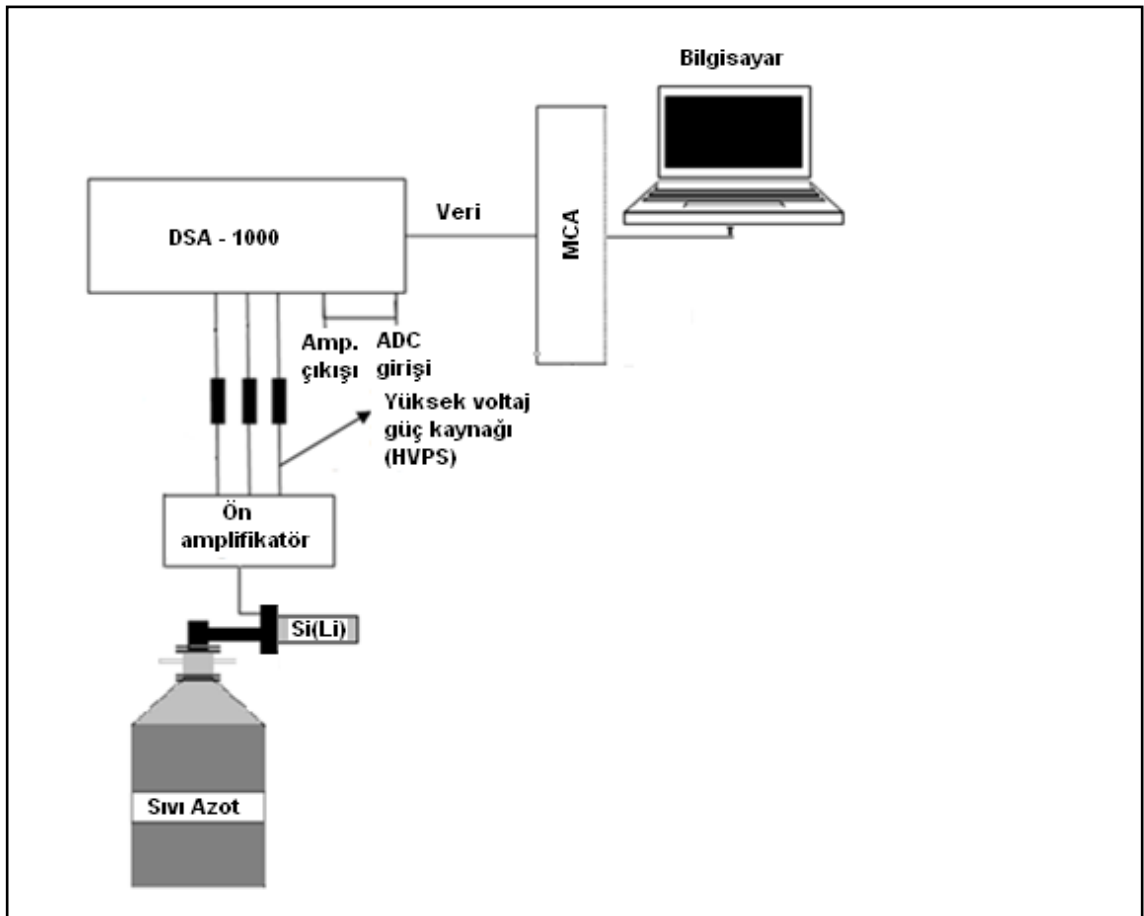 Bilgisayar
DSA - 1000
Veri
MCA
Amp.
çıkışı
ADC
girişi
Yüksek voltaj
güç kaynağı
(HVPS)
Ön
amplifikatör
Si(Li)
Sıvı Azot